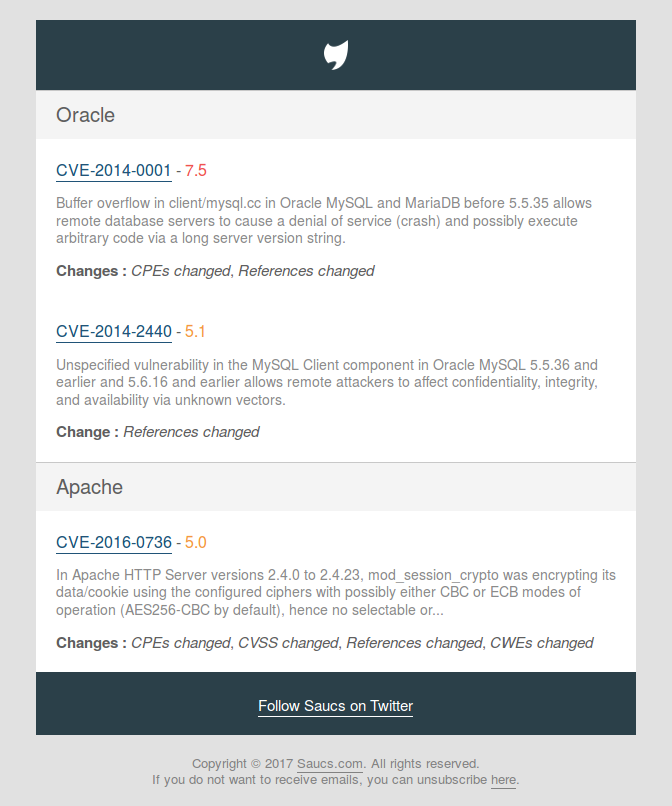 Oracle
CVE-2014-0001 - 7.5
Buffer overflow in client/mysql.cc in Oracle MySQL and MariaDB before 5.5.35 allows
remote database servers to cause a denial of service (crash) and possibly execute
arbitrary code via a long server version string.
Changes : CPEs changed, References changed
CVE-2014-2440 - 5.1
Unspecified vulnerability in the MySQL Client component in Oracle MySQL 5.5.36 and
earlier and 5.6.16 and earlier allows remote attackers to affect confidentiality, integrity,
and availability via unknown vectors.
Change : References changed
Apache
CVE-2016-0736 - 5.0
In Apache HTTP Server versions 2.4.0 to 2.4.23, mod_session_crypto was encrypting its
data/cookie using the configured ciphers with possibly either CBC or ECB modes of
operation (AES256-CBC by default), hence no selectable or...
Changes : CPEs changed, CVSS changed, References changed, CWEs changed
Follow Saucs on Twitter
Copyright © 2017 Saucs.com. All rights reserved.
If you do not want to receive emails, you can unsubscribe here.